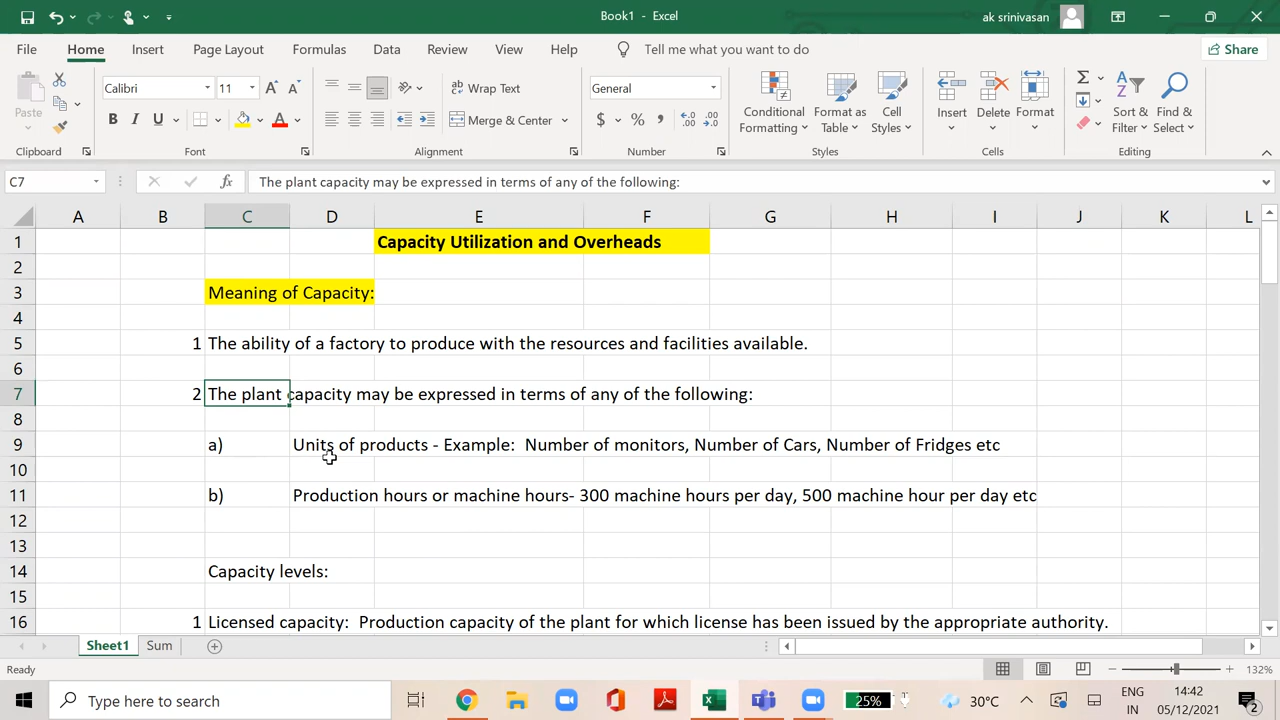 Book1 - Excel
ak srinivasan
File Home Insert Page Layout Formulas Data Review View Help Tell me what you want to do Share
Paste
Calibri 11
Wrap Text
Merge & Center
General
Conditional Formatting
Format as Table
Cell Styles
Insert Delete Format
Sort & Filter
Find & Select
Clipboard Font Alignment Number Styles Cells Editing
C7 fx The plant capacity may be expressed in terms of any of the following:
A B C D E F G H I J K L
1 Capacity Utilization and Overheads
2
3 Meaning of Capacity:
4
5 1 The ability of a factory to produce with the resources and facilities available.
6
7 2 The plant capacity may be expressed in terms of any of the following:
8
9 a) Units of products - Example: Number of monitors, Number of Cars, Number of Fridges etc
10
11 b) Production hours or machine hours- 300 machine hours per day, 500 machine hour per day etc
12
13
14 Capacity levels:
15
16 1 Licensed capacity: Production capacity of the plant for which license has been issued by the appropriate authority.
Sheet1 Sum
Ready 132%
Type here to search 25% 30°C ENG 14:42
IN 05/12/2021 2